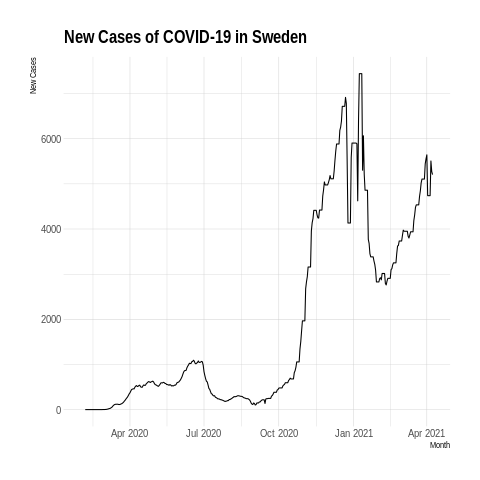 New Cases of COVID-19 in Sweden
New Cases
6000
4000
2000
0
Apr 2020 Jul 2020 Oct 2020 Jan 2021 Apr 2021
Month